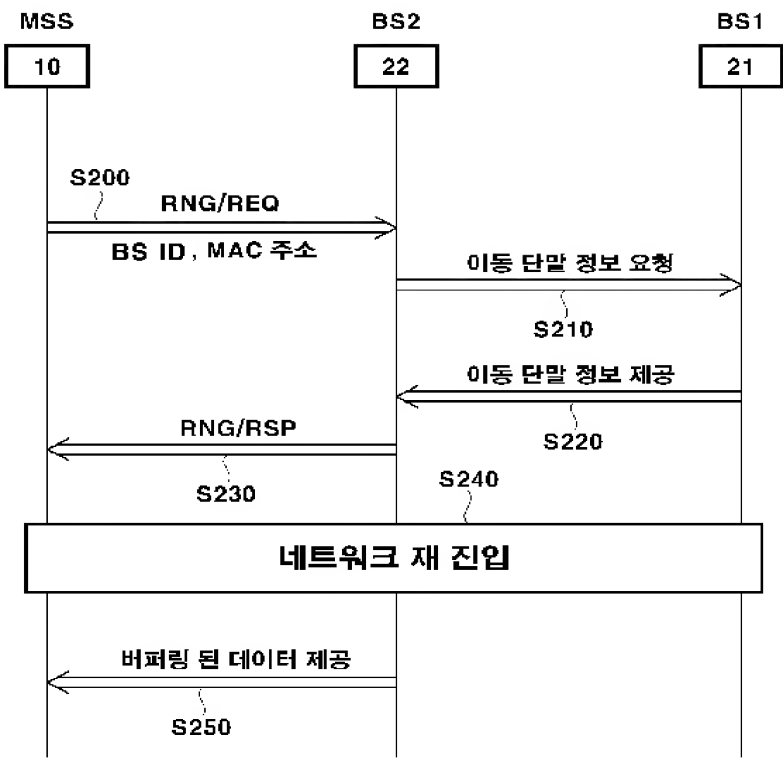 MSS BS2 BS1
10 22 21
S200
RNG/REQ
BS ID, MAC 주소
이동 단말 정보 요청
S210
이동 단말 정보 제공
S220
RNG/RSP
S230
S240
네트워크 재 진입
버퍼링 된 데이터 제공
S250